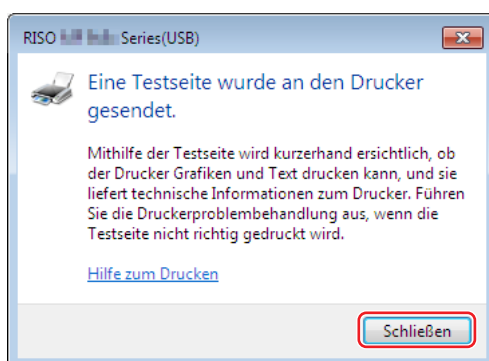 RISO Series(USB)
Eine Testseite wurde an den Drucker
gesendet.
Mithilfe der Testseite wird kurzerhand ersichtlich, ob
der Drucker Grafiken und Text drucken kann, und sie
liefert technische Informationen zum Drucker. Führen
Sie die Druckerproblembehandlung aus, wenn die
Testseite nicht richtig gedruckt wird.
Hilfe zum Drucken
Schließen